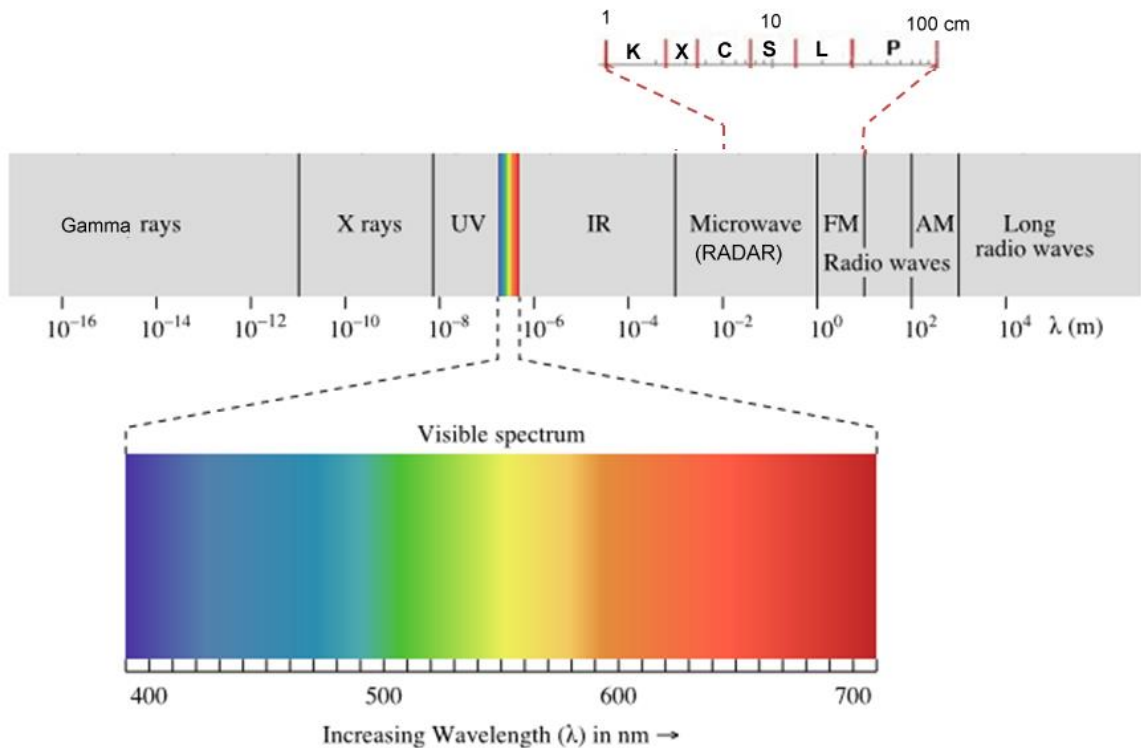 1 10 100 cm
K X C S L P
Gamma rays X rays UV IR Microwave FM AM Long
(RADAR) Radio waves radio waves
10⁻¹⁶ 10⁻¹⁴ 10⁻¹² 10⁻¹⁰ 10⁻⁸ 10⁻⁶ 10⁻⁴ 10⁻² 10⁰ 10² 10⁴ λ (m)
Visible spectrum
400 500 600 700
Increasing Wavelength (λ) in nm →